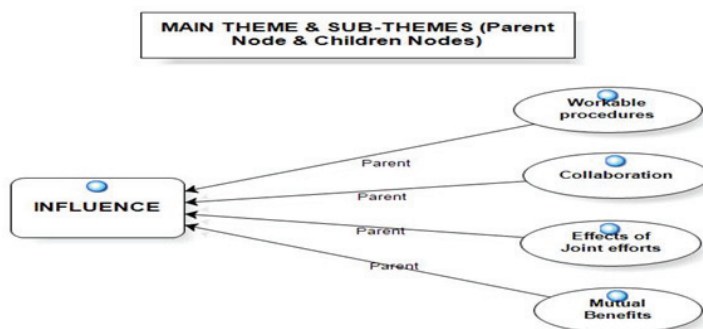 MAIN THEME & SUB-THEMES (Parent
Node & Children Nodes)
Workable
procedures
Parent
Collaboration
INFLUENCE
Parent
Parent
Effects of
Joint efforts
Parent
Mutual
Benefits